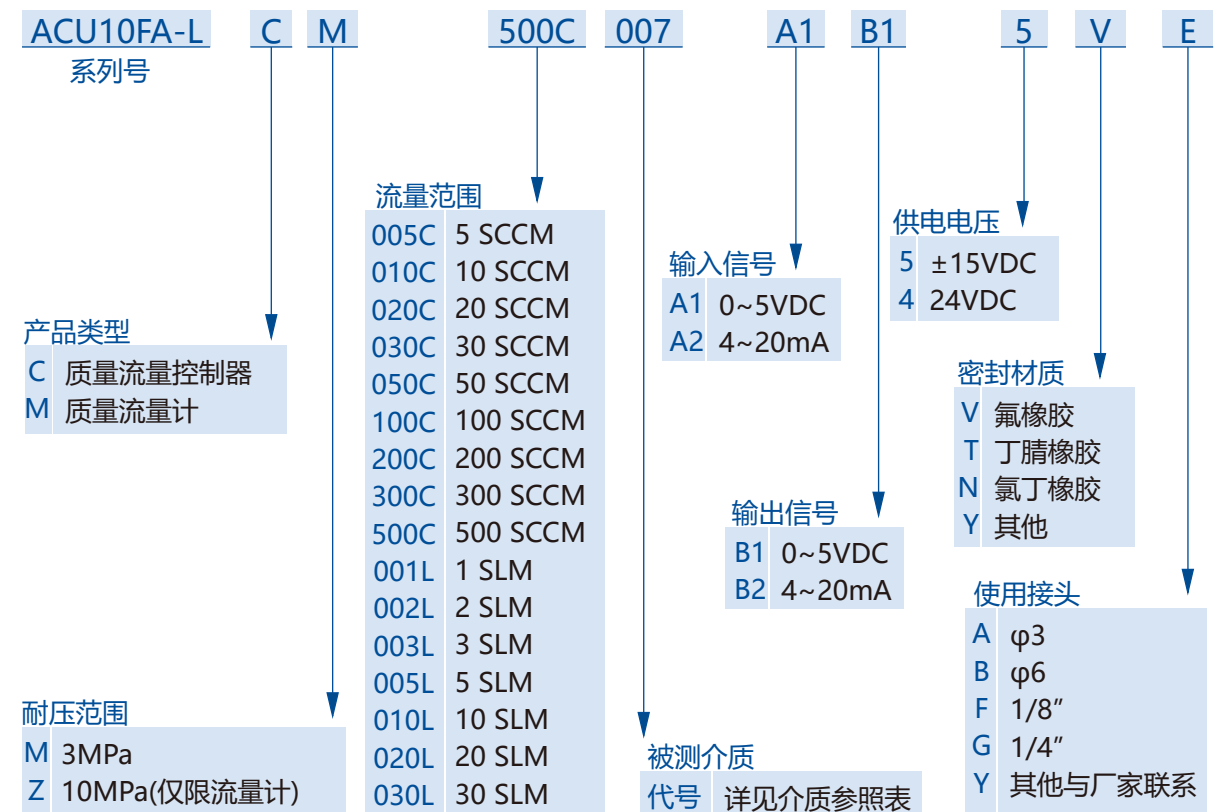 ACU10FA-L C M 500C 007 A1 B1 5 V E
系列号
产品类型
C 质量流量控制器
M 质量流量计
耐压范围
M 3MPa
Z 10MPa(仅限流量计)
流量范围
005C 5 SCCM
010C 10 SCCM
020C 20 SCCM
030C 30 SCCM
050C 50 SCCM
100C 100 SCCM
200C 200 SCCM
300C 300 SCCM
500C 500 SCCM
001L 1 SLM
002L 2 SLM
003L 3 SLM
005L 5 SLM
010L 10 SLM
020L 20 SLM
030L 30 SLM
被测介质
代号 详见介质参照表
输入信号
A1 0~5VDC
A2 4~20mA
输出信号
B1 0~5VDC
B2 4~20mA
供电电压
5 ±15VDC
4 24VDC
密封材质
V 氟橡胶
T 丁腈橡胶
N 氯丁橡胶
Y 其他
使用接头
A φ3
B φ6
F 1/8″
G 1/4″
Y 其他与厂家联系